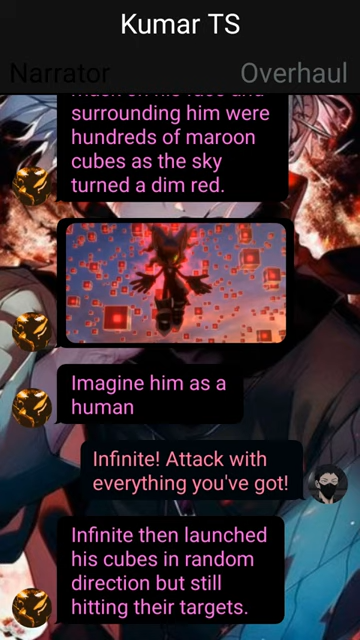 Kumar TS
Narrator
Overhaul
surrounding him were
hundreds of maroon
cubes as the sky
turned a dim red.
Imagine him as a
human
Infinite! Attack with
everything you've got!
Infinite then launched
his cubes in random
direction but still
hitting their targets.